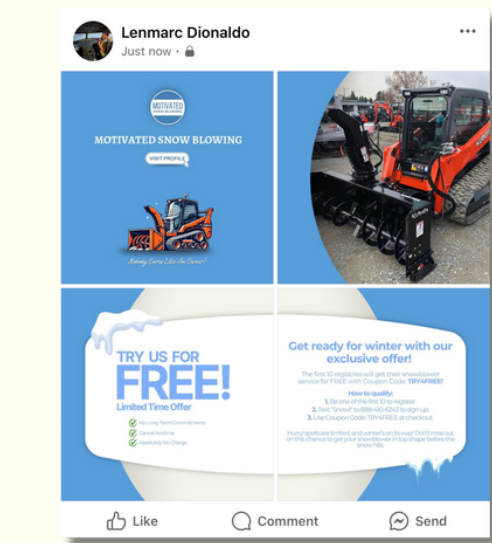 Lenmarc Dionaldo
Just now ·
MOTIVATED
SNOW BLOWING
MOTIVATED SNOW BLOWING
VISIT PROFILE
Nobody Cares Like An Owner!
Kubota
TRY US FOR
FREE!
Limited Time Offer
No Long-Term Commitments
Cancel Anytime
Absolutely No Charge
Get ready for winter with our
exclusive offer!
The first 10 registries will get their snowblower
service for FREE with Coupon Code: TRY4FREE!
How to qualify:
1. Be one of the first 10 to register.
2. Text "Snow" to 888-410-6243 to sign up.
3. Use Coupon Code TRY4FREE at checkout.
Hurry! spots are limited, and winter's on its way! Don't miss out
on this chance to get your snowblower in top shape before the
snow hits.
Like
Comment
Send